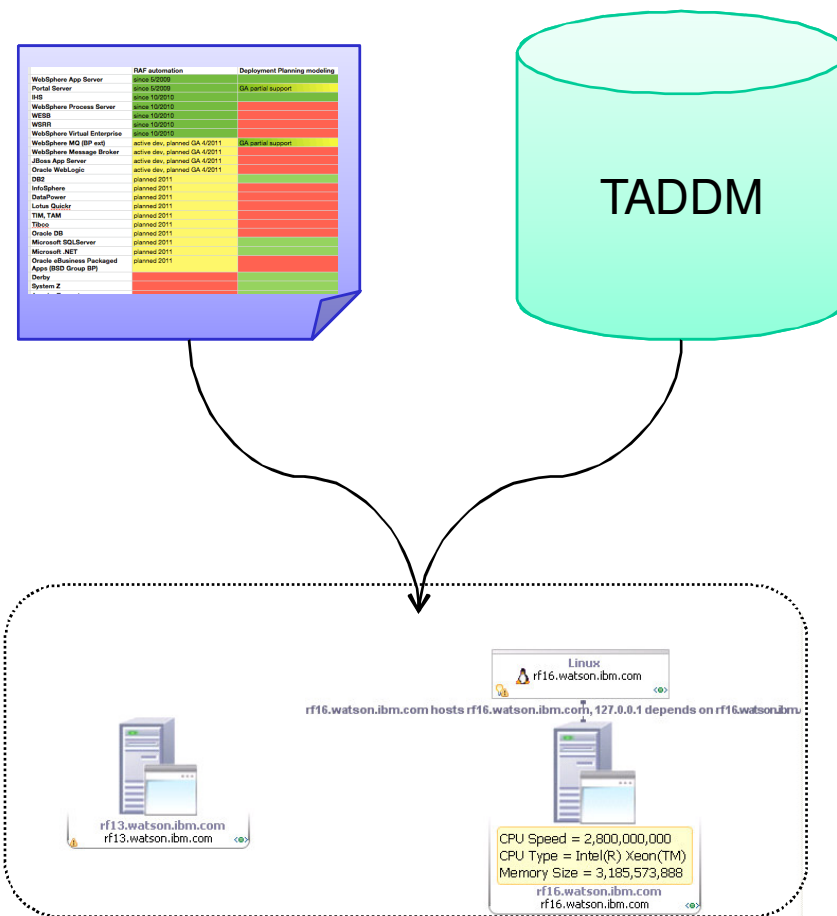 RAF automation Deployment Planning modeling
WebSphere App Server since 5/2009
Portal Server since 5/2009 GA partial support
IHS since 10/2010
WebSphere Process Server since 10/2010
WESB since 10/2010
WSRR since 10/2010
WebSphere Virtual Enterprise since 10/2010
WebSphere MQ (BP ext) active dev, planned GA 4/2011 GA partial support
WebSphere Message Broker active dev, planned GA 4/2011
JBoss App Server active dev, planned GA 4/2011
Oracle WebLogic active dev, planned GA 4/2011
DB2 planned 2011
InfoSphere planned 2011
DataPower planned 2011
Lotus Quickr planned 2011
TIM, TAM planned 2011
Tibco planned 2011
Oracle DB planned 2011
Microsoft SQLServer planned 2011
Microsoft .NET planned 2011
Oracle eBusiness Packaged planned 2011
Apps (BSD Group BP)
Derby
System Z
TADDM
Linux
rf16.watson.ibm.com
rf16.watson.ibm.com hosts rf16.watson.ibm.com, 127.0.0.1 depends on rf16.watson.ibm.
rf13.watson.ibm.com
rf13.watson.ibm.com
CPU Speed = 2,800,000,000
CPU Type = Intel(R) Xeon(TM)
Memory Size = 3,185,573,888
rf16.watson.ibm.com
rf16.watson.ibm.com